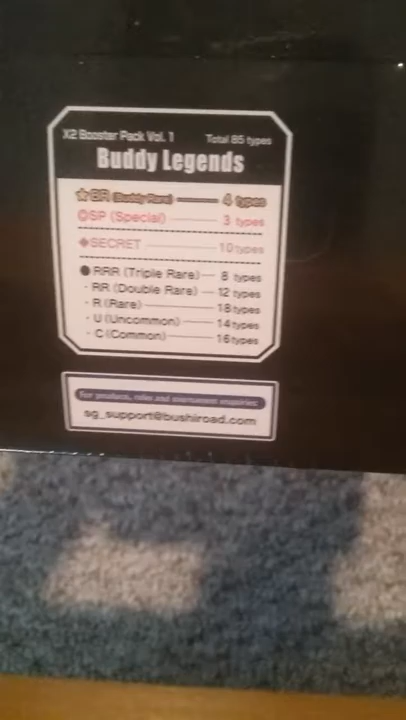 X2 Booster Pack Vol. 1 Total 85 types
Buddy Legends
★BR (Buddy Rare) 4 types
◎SP (Special) 3 types
◆SECRET 10 types
●RRR (Triple Rare) 8 types
・RR (Double Rare) 12 types
・R (Rare) 18 types
・U (Uncommon) 14 types
・C (Common) 16 types
For products, rules and tournament enquiries:
sg_support@bushiroad.com